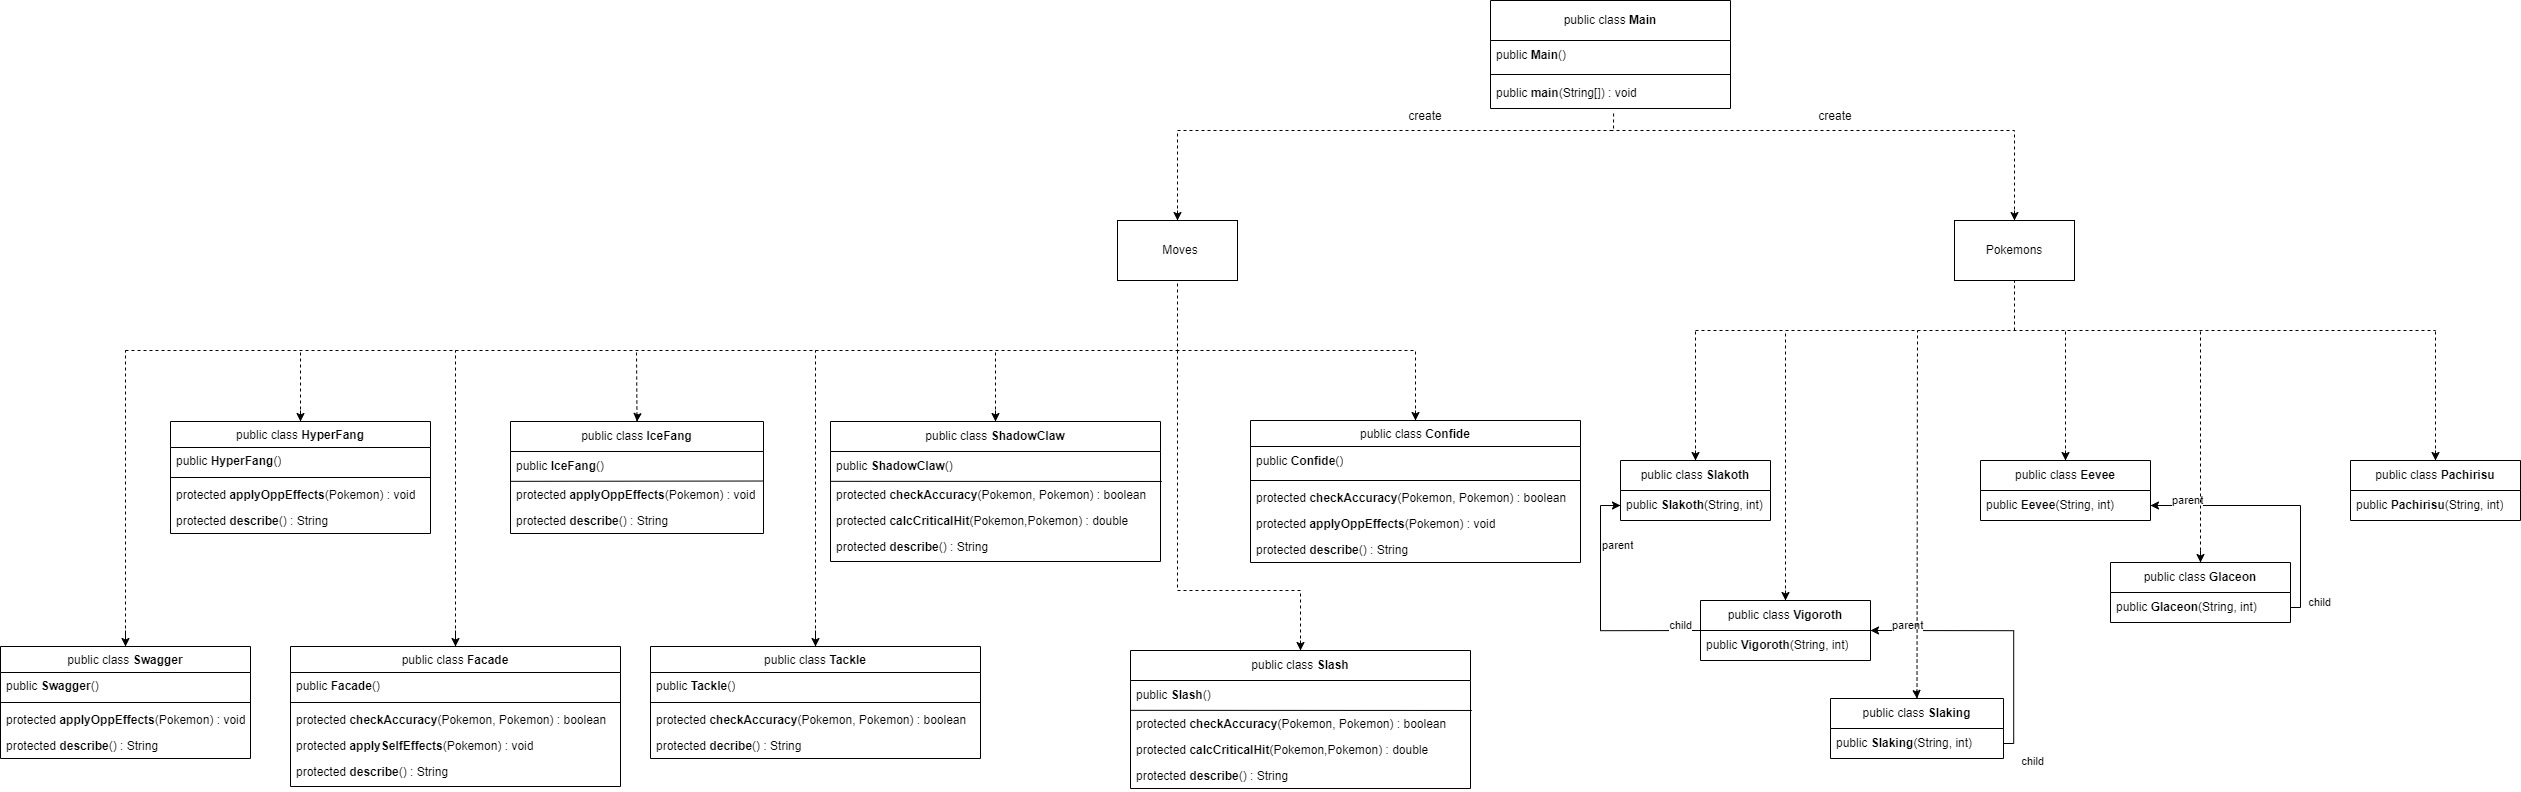 public class Main
public Main()
public main(String[]) : void
create
create
Moves
Pokemons
public class HyperFang
public HyperFang()
protected applyOppEffects(Pokemon) : void
protected describe() : String
public class IceFang
public IceFang()
protected applyOppEffects(Pokemon) : void
protected describe() : String
public class ShadowClaw
public ShadowClaw()
protected checkAccuracy(Pokemon, Pokemon) : boolean
protected calcCriticalHit(Pokemon,Pokemon) : double
protected describe() : String
public class Confide
public Confide()
protected checkAccuracy(Pokemon, Pokemon) : boolean
protected applyOppEffects(Pokemon) : void
protected describe() : String
public class Slakoth
public Slakoth(String, int)
parent
public class Eevee
public Eevee(String, int)
parent
public class Pachirisu
public Pachirisu(String, int)
public class Glaceon
public Glaceon(String, int)
child
public class Vigoroth
public Vigoroth(String, int)
child
parent
public class Swagger
public Swagger()
protected applyOppEffects(Pokemon) : void
protected describe() : String
public class Facade
public Facade()
protected checkAccuracy(Pokemon, Pokemon) : boolean
protected applySelfEffects(Pokemon) : void
protected describe() : String
public class Tackle
public Tackle()
protected checkAccuracy(Pokemon, Pokemon) : boolean
protected decribe() : String
public class Slash
public Slash()
protected checkAccuracy(Pokemon, Pokemon) : boolean
protected calcCriticalHit(Pokemon,Pokemon) : double
protected describe() : String
public class Slaking
public Slaking(String, int)
child